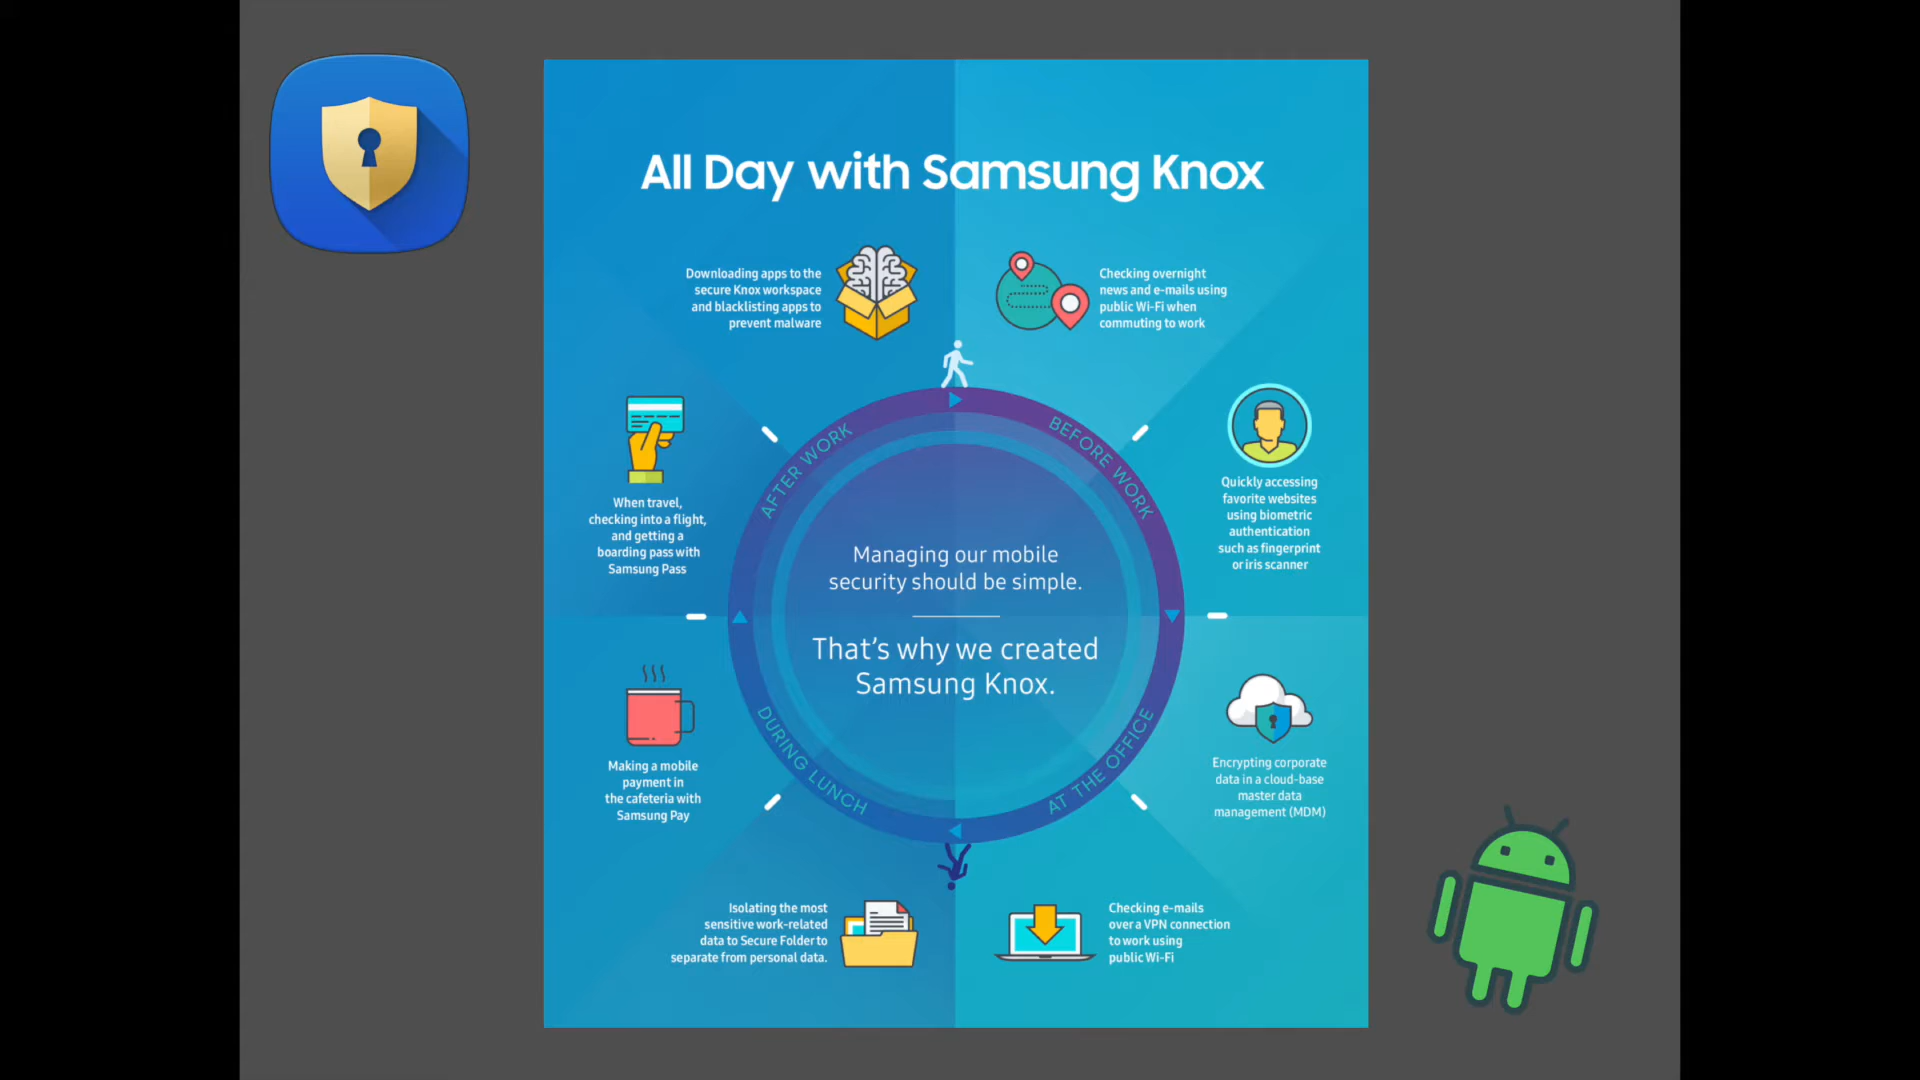 All Day with Samsung Knox
Downloading apps to the
secure Knox workspace
and blacklisting apps to
prevent malware
Checking overnight
news and e-mails using
public Wi-Fi when
commuting to work
When travel,
checking into a flight,
and getting a
boarding pass with
Samsung Pass
AFTER WORK
BEFORE WORK
Quickly accessing
favorite websites
using biometric
authentication
such as fingerprint
or iris scanner
Managing our mobile
security should be simple.
That's why we created
Samsung Knox.
Making a mobile
payment in
the cafeteria with
Samsung Pay
DURING LUNCH
AT THE OFFICE
Encrypting corporate
data in a cloud-base
master data
management (MDM)
Isolating the most
sensitive work-related
data to Secure Folder to
separate from personal data.
Checking e-mails
over a VPN connection
to work using
public Wi-Fi